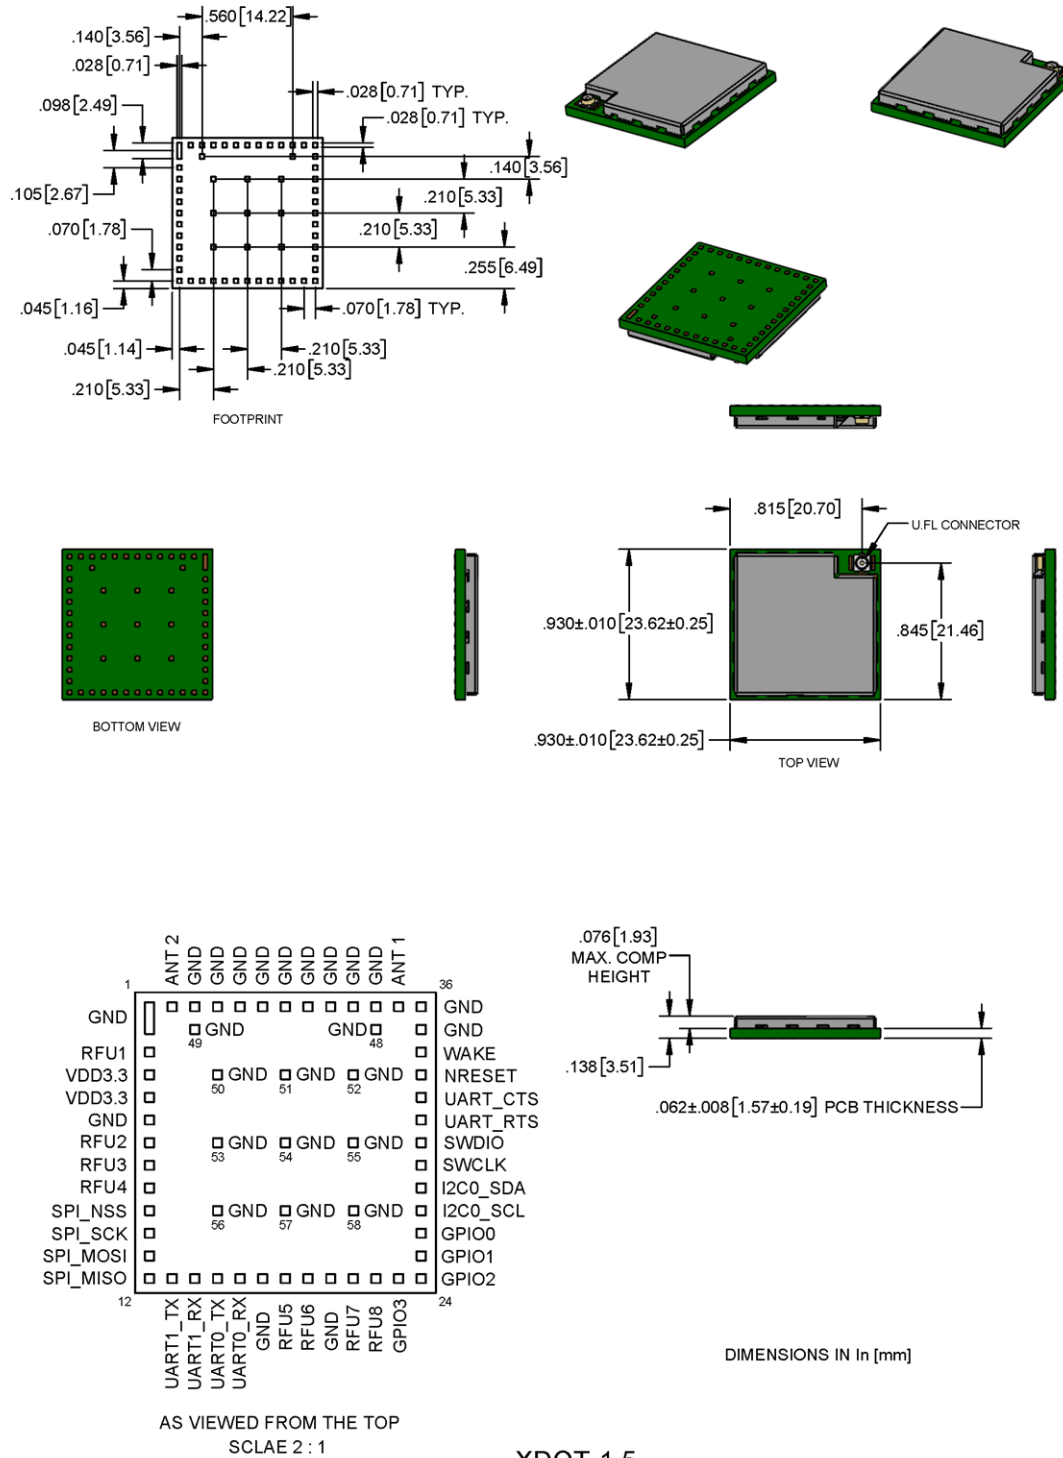 .560[14.22]
.140[3.56]
.028[0.71]
.098[2.49]
.028[0.71] TYP.
.028[0.71] TYP.
.140[3.56]
.105[2.67]
.210[5.33]
.210[5.33]
.070[1.78]
.255[6.49]
.045[1.16]
.070[1.78] TYP.
.045[1.14]
.210[5.33]
.210[5.33]
.210[5.33]
FOOTPRINT
.815[20.70]
U.FL CONNECTOR
.930±.010[23.62±0.25]
.845[21.46]
.930±.010[23.62±0.25]
BOTTOM VIEW
TOP VIEW
ANT 2
GND
GND
GND
GND
GND
GND
GND
GND
GND
ANT 1
1
36
GND
GND
GND
49
GND
48
GND
RFU1
WAKE
VDD3.3
GND
50
GND
51
GND
52
NRESET
VDD3.3
UART_CTS
GND
UART_RTS
RFU2
GND
53
GND
54
GND
55
SWDIO
RFU3
SWCLK
RFU4
I2C0_SDA
SPI_NSS
GND
56
GND
57
GND
58
I2C0_SCL
SPI_SCK
GPIO0
SPI_MOSI
GPIO1
SPI_MISO
GPIO2
12
24
UART1_TX
UART1_RX
UART0_TX
UART0_RX
GND
RFU5
RFU6
GND
RFU7
RFU8
GPIO3
AS VIEWED FROM THE TOP
SCLAE 2 : 1
.076[1.93]
MAX. COMP
HEIGHT
.138[3.51]
.062±.008[1.57±0.19] PCB THICKNESS
DIMENSIONS IN In [mm]
XDOT 1.5